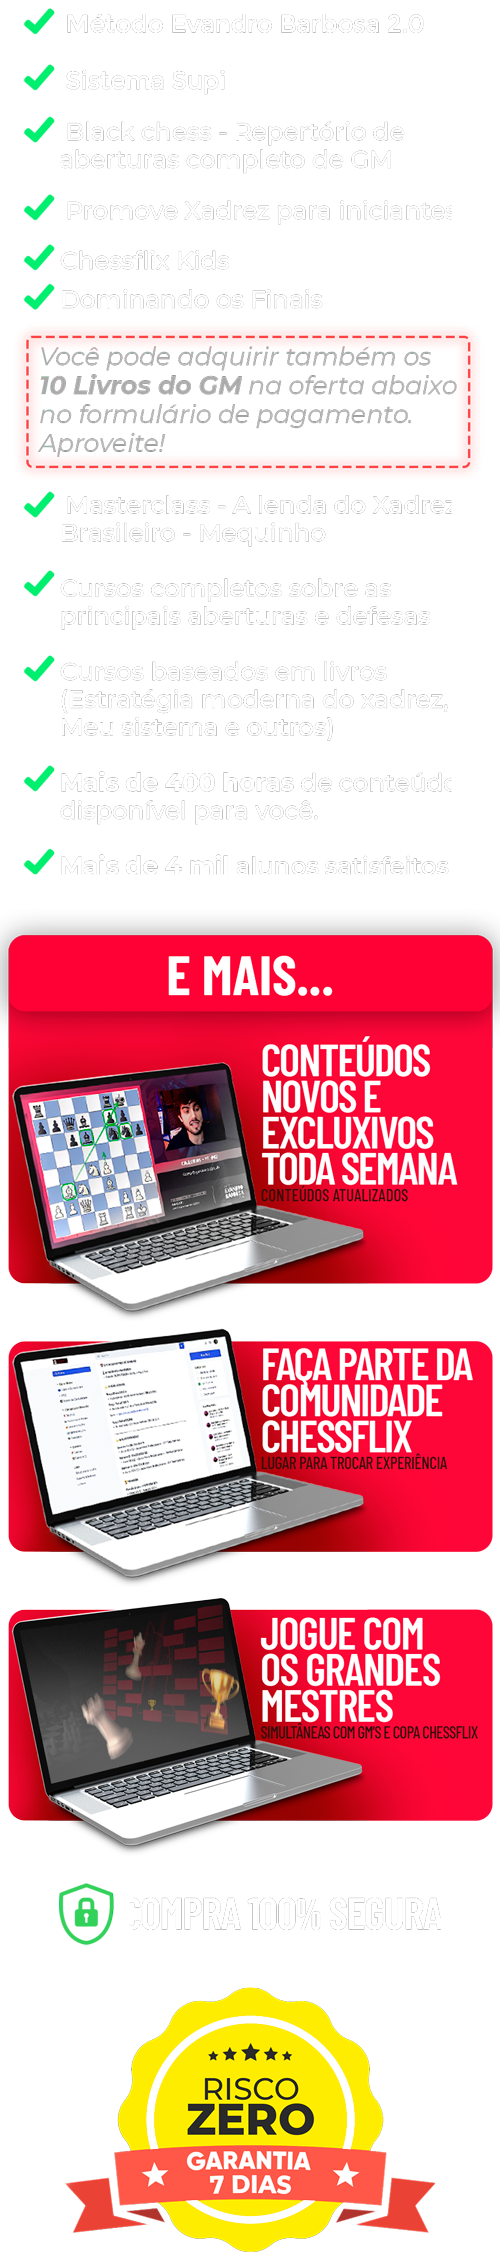 Método Evandro Barbosa 2.0
Sistema Supi
Black chess - Repertório de
aberturas completo de GM
Promove Xadrez para iniciantes
Chessflix Kids
Dominando os Finais
Você pode adquirir também os
10 Livros do GM na oferta abaixo
no formulário de pagamento.
Aproveite!
Masterclass - A lenda do Xadrez
Brasileiro - Mequinho
Cursos completos sobre as
principais aberturas e defesas
Cursos baseados em livros
(Estratégia moderna do xadrez,
Meu sistema e outros)
Mais de 400 horas de conteúdo
disponível para você.
Mais de 4 mil alunos satisfeitos
E MAIS...
CONTEÚDOS
NOVOS E
EXCLUXIVOS
TODA SEMANA
CONTEÚDOS ATUALIZADOS
FAÇA PARTE DA
COMUNIDADE
CHESSFLIX
LUGAR PARA TROCAR EXPERIÊNCIA
JOGUE COM
OS GRANDES
MESTRES
SIMULTÂNEAS COM GM'S E COPA CHESSFLIX
COMPRA 100% SEGURA
RISCO
ZERO
GARANTIA
7 DIAS